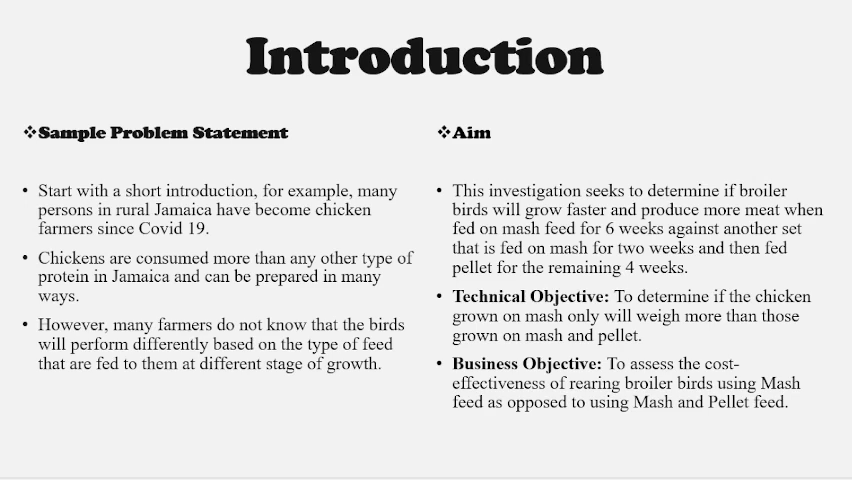 Introduction
❖Sample Problem Statement
• Start with a short introduction, for example, many
persons in rural Jamaica have become chicken
farmers since Covid 19.
• Chickens are consumed more than any other type of
protein in Jamaica and can be prepared in many
ways.
• However, many farmers do not know that the birds
will perform differently based on the type of feed
that are fed to them at different stage of growth.
❖Aim
• This investigation seeks to determine if broiler
birds will grow faster and produce more meat when
fed on mash feed for 6 weeks against another set
that is fed on mash for two weeks and then fed
pellet for the remaining 4 weeks.
• Technical Objective: To determine if the chicken
grown on mash only will weigh more than those
grown on mash and pellet.
• Business Objective: To assess the cost-
effectiveness of rearing broiler birds using Mash
feed as opposed to using Mash and Pellet feed.